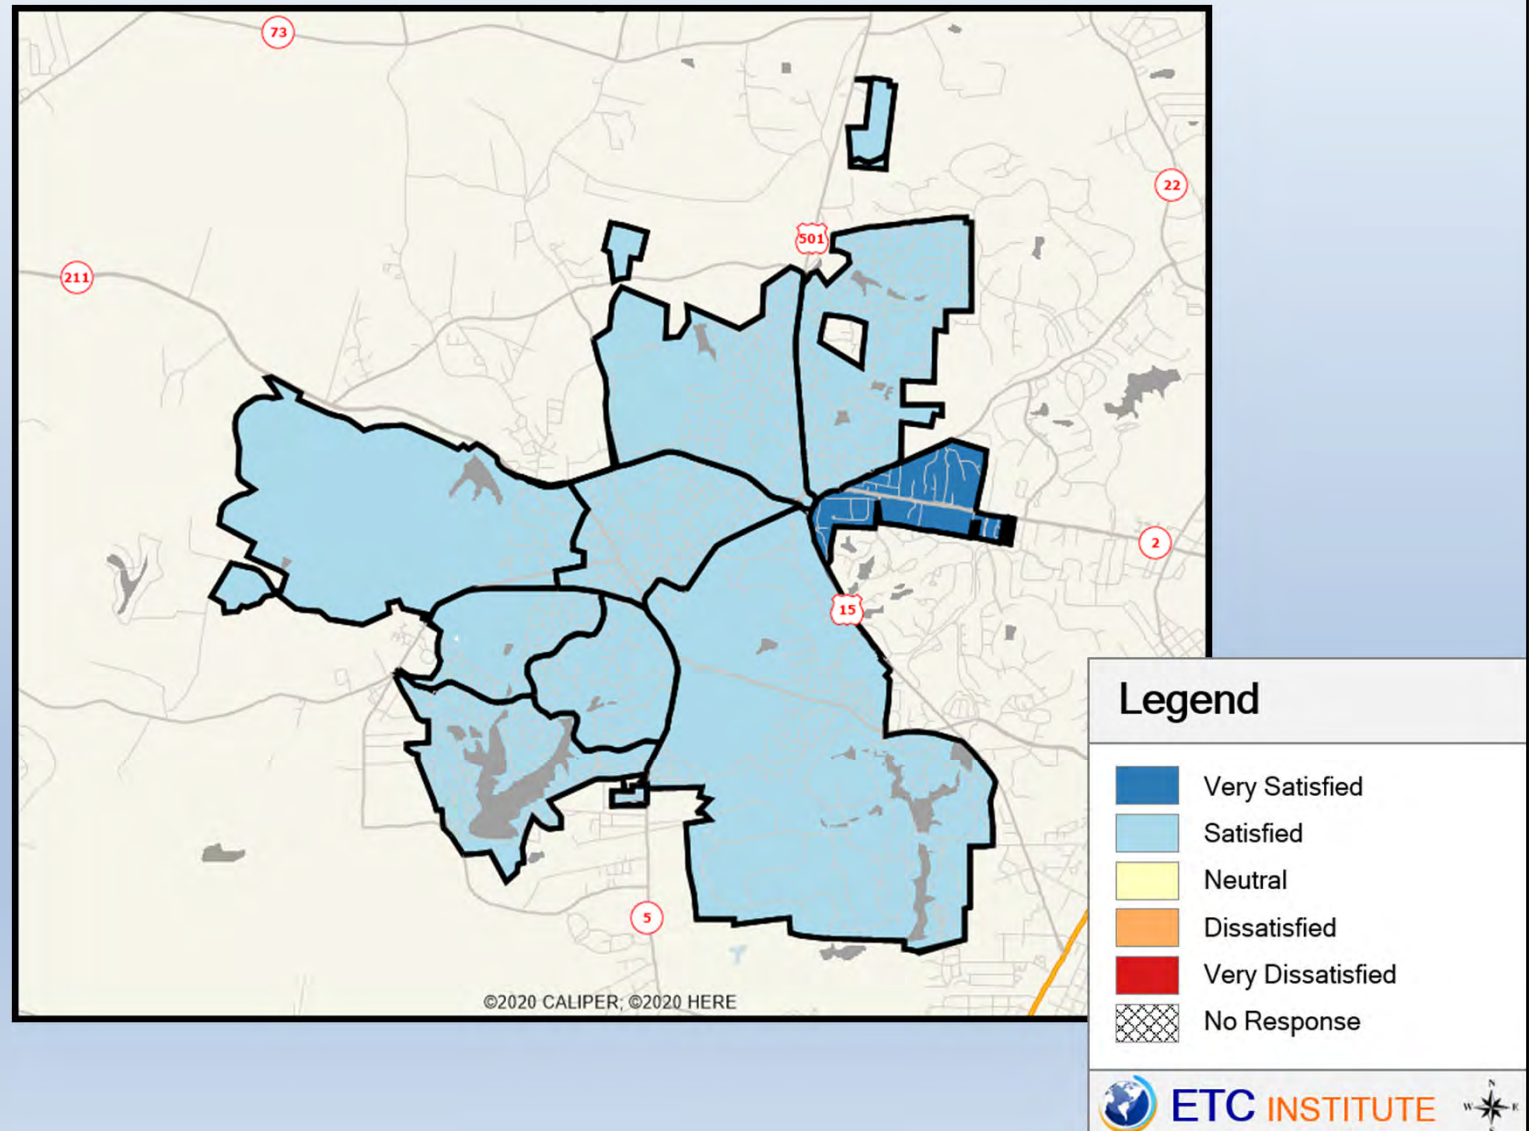 73
22
501
211
2
15
5
©2020 CALIPER; ©2020 HERE
Legend
Very Satisfied
Satisfied
Neutral
Dissatisfied
Very Dissatisfied
No Response
ETC INSTITUTE
N
W E
S